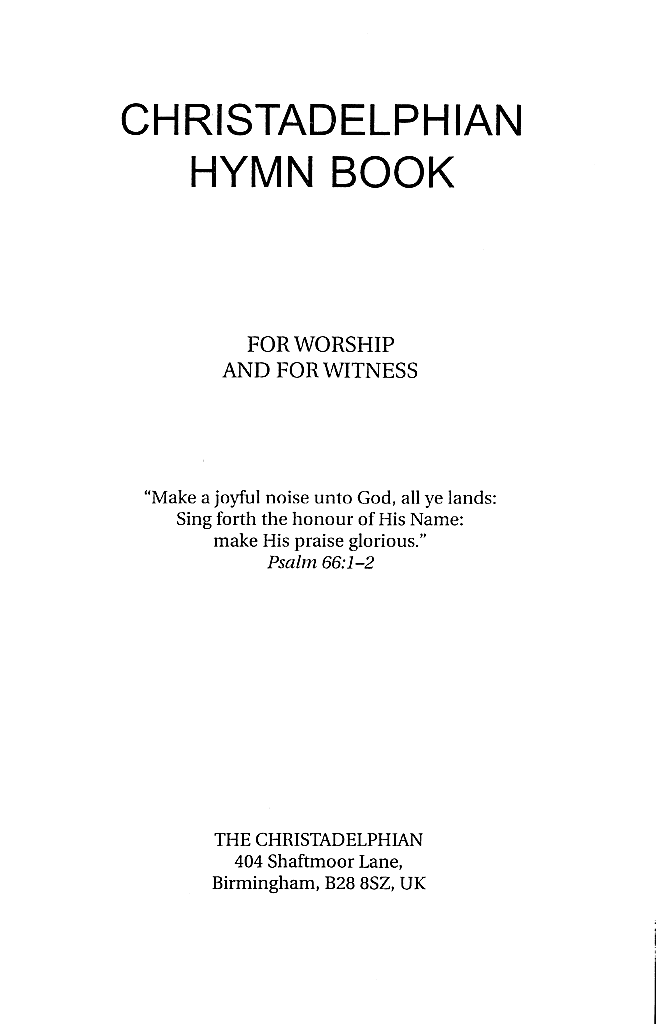 CHRISTADELPHIAN
HYMN BOOK
FOR WORSHIP
AND FOR WITNESS
“Make a joyful noise unto God, all ye lands:
Sing forth the honour of His Name:
make His praise glorious.”
Psalm 66:1–2
THE CHRISTADELPHIAN
404 Shaftmoor Lane,
Birmingham, B28 8SZ, UK